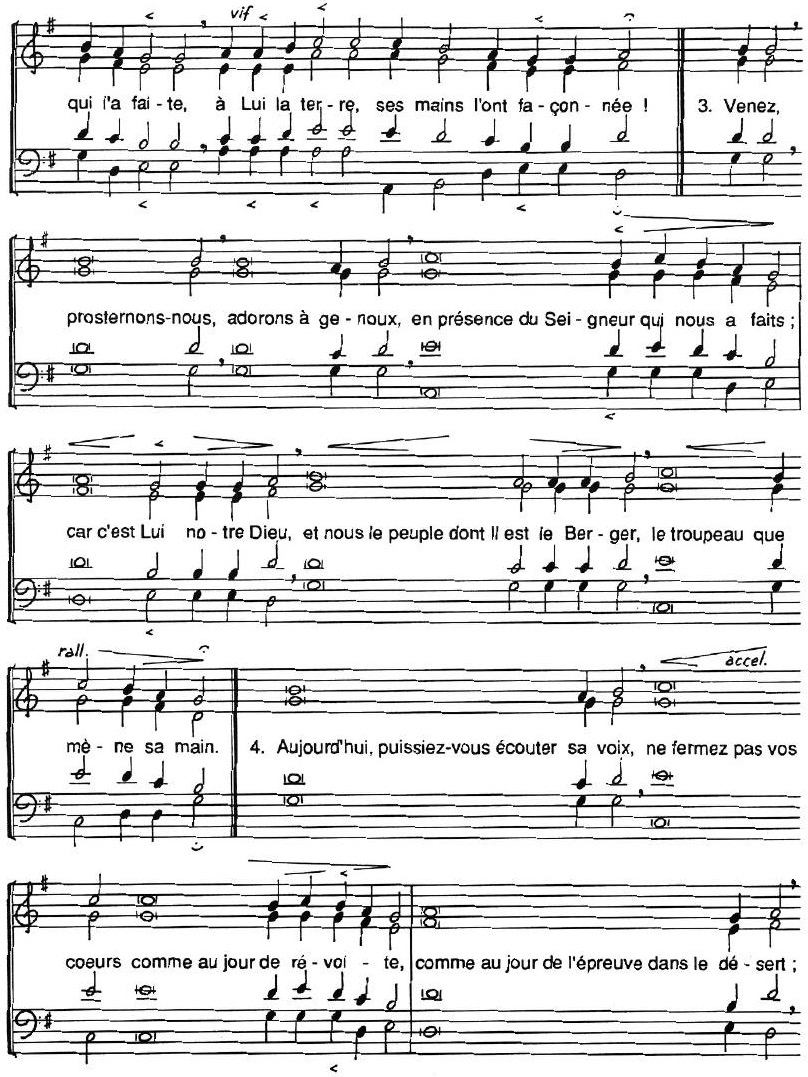 vif
qui l'a fai - te, à Lui la ter - re, ses mains l'ont fa - çon - née ! 3. Venez,
prosternons-nous, adorons à ge - noux, en présence du Sei - gneur qui nous a faits ;
car c'est Lui no - tre Dieu, et nous le peuple dont Il est le Ber - ger, le troupeau que
rall. accel.
mè - ne sa main. 4. Aujourd'hui, puissiez-vous écouter sa voix, ne fermez pas vos
coeurs comme au jour de ré - vol - te, comme au jour de l'épreuve dans le dé - sert ;